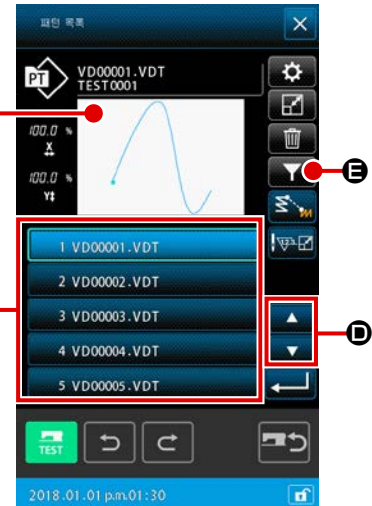 패턴 목록
PT
VD00001.VDT
TEST0001
100.0 %
X
100.0 %
Y
E
1 VD00001.VDT
2 VD00002.VDT
3 VD00003.VDT
D
4 VD00004.VDT
5 VD00005.VDT
TEST
2018.01.01 p.m.01:30